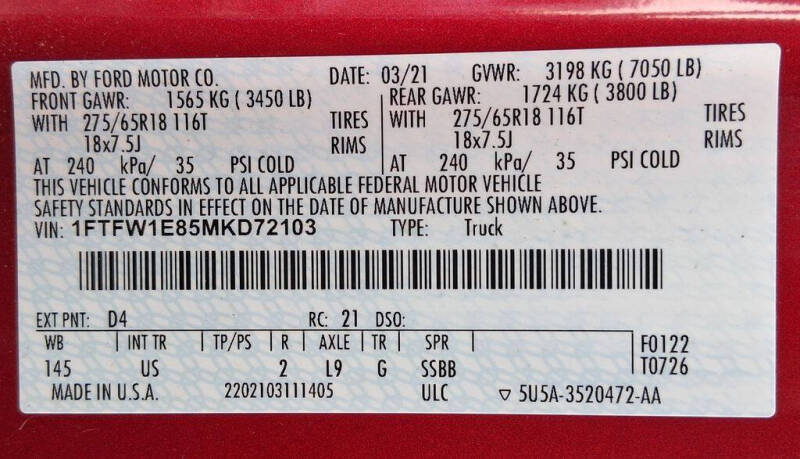 MFD. BY FORD MOTOR CO. DATE: 03/21 GVWR: 3198 KG ( 7050 LB)
FRONT GAWR: 1565 KG ( 3450 LB) REAR GAWR: 1724 KG ( 3800 LB)
WITH 275/65R18 116T TIRES WITH 275/65R18 116T TIRES
18x7.5J RIMS 18x7.5J RIMS
AT 240 kPa/ 35 PSI COLD AT 240 kPa/ 35 PSI COLD
THIS VEHICLE CONFORMS TO ALL APPLICABLE FEDERAL MOTOR VEHICLE
SAFETY STANDARDS IN EFFECT ON THE DATE OF MANUFACTURE SHOWN ABOVE.
VIN: 1FTFW1E85MKD72103 TYPE: Truck
EXT PNT: D4 RC: 21 DSO:
WB INT TR TP/PS R AXLE TR SPR F0122
145 US 2 L9 G SSBB T0726
MADE IN U.S.A. 2202103111405 ULC ▽ 5U5A-3520472-AA